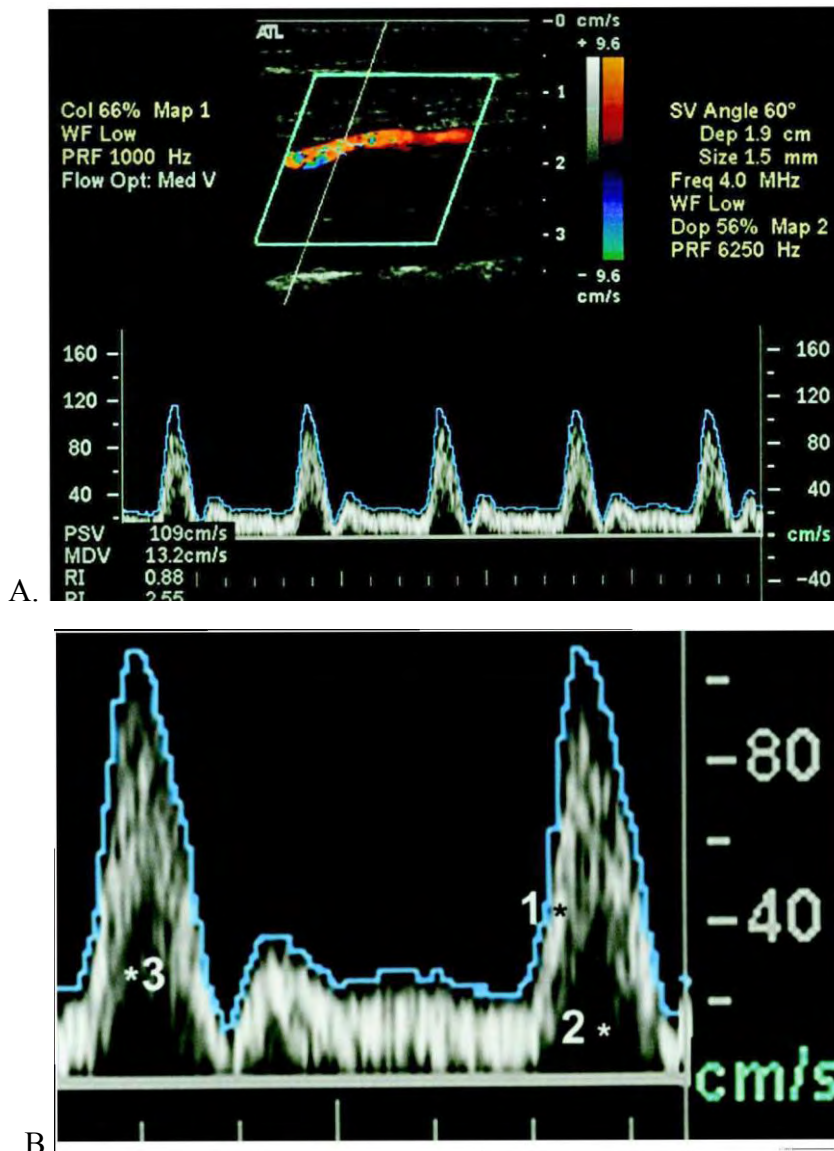 ATL
0 cm/s
+ 9.6
1
2
3
- 9.6
cm/s
Col 66% Map 1
WF Low
PRF 1000 Hz
Flow Opt: Med V
SV Angle 60°
Dep 1.9 cm
Size 1.5 mm
Freq 4.0 MHz
WF Low
Dop 56% Map 2
PRF 6250 Hz
160 160
120 120
80 80
40 40
cm/s
-40
PSV 109cm/s
MDV 13.2cm/s
RI 0.88
PI 2.55
A.
80
1* 40
*3
2 *
cm/s
B